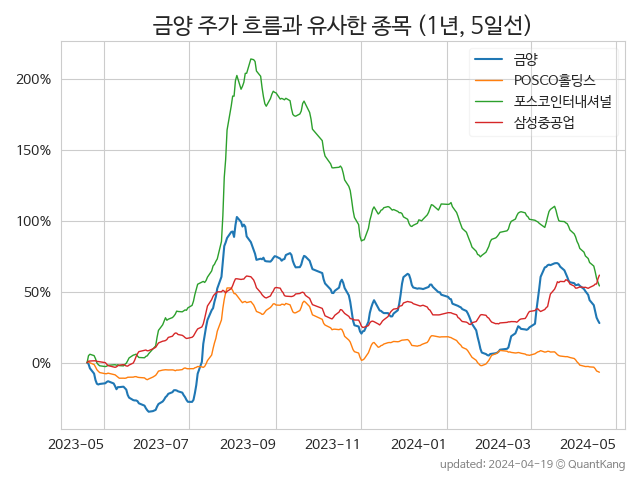 금양 주가 흐름과 유사한 종목 (1년, 5일선)
금양
POSCO홀딩스
포스코인터내셔널
삼성중공업
200%
150%
100%
50%
0%
2023-05 2023-07 2023-09 2023-11 2024-01 2024-03 2024-05
updated: 2024-04-19 © QuantKang